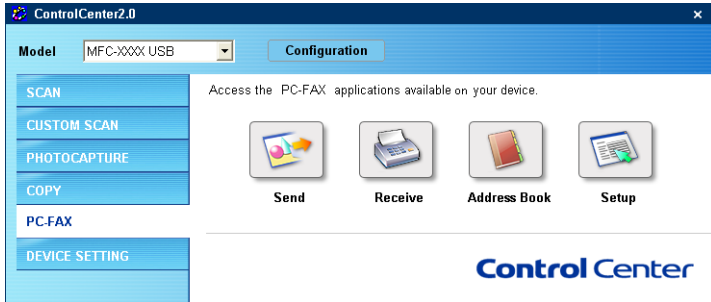 ControlCenter2.0
Model MFC-XXXX USB Configuration
SCAN
CUSTOM SCAN
PHOTOCAPTURE
COPY
PC-FAX
DEVICE SETTING
Access the PC-FAX applications available on your device.
Send Receive Address Book Setup
Control Center